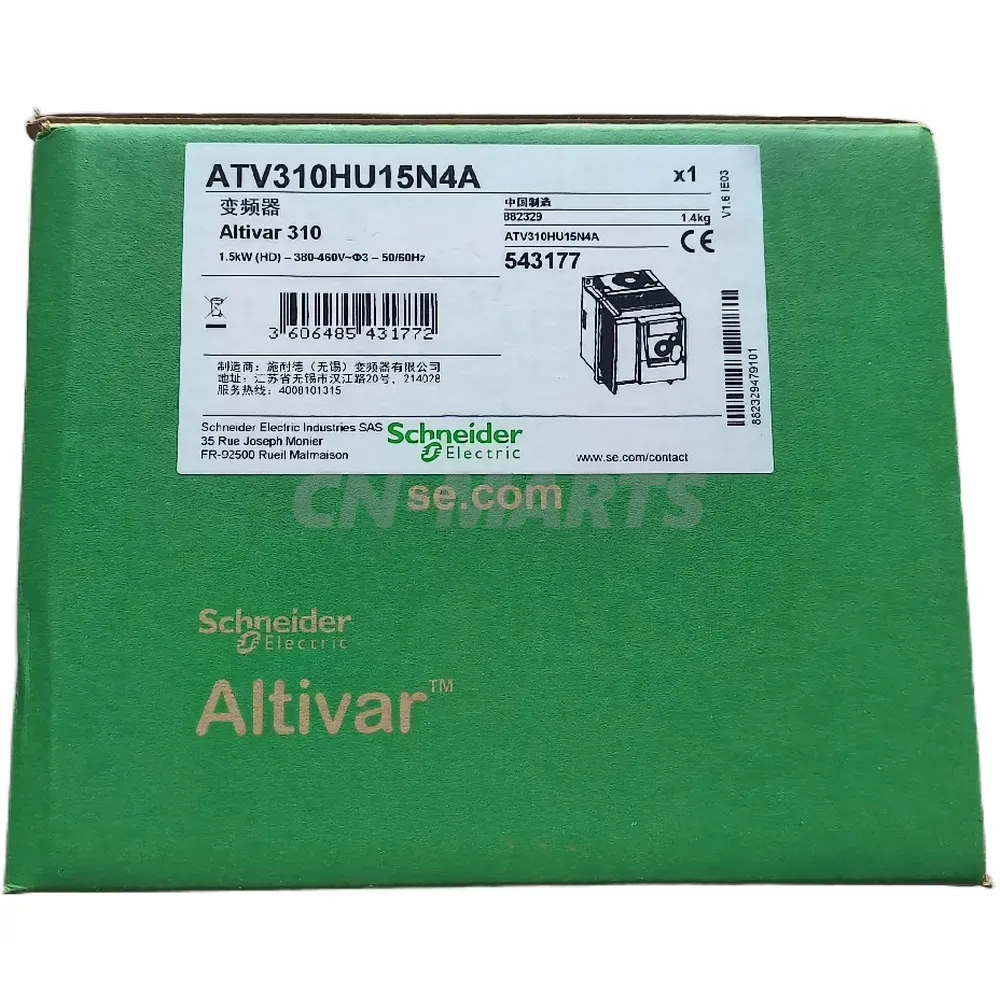 ATV310HU15N4A
x1
变频器
Altivar 310
1.5kW (HD) – 380-460V~Φ3 – 50/60Hz
中国制造
882329
1.4kg
ATV310HU15N4A
CE
543177
V1.6 IE03
3 606485 431772
882329479101
制造商: 施耐德 (无锡) 变频器有限公司
地址: 江苏省无锡市汉江路20号, 214028
服务热线: 4008101315
Schneider Electric Industries SAS
35 Rue Joseph Monier
FR-92500 Rueil Malmaison
Schneider
Electric
www.se.com/contact
CN-MARTS
se.com
Schneider
Electric
Altivar™